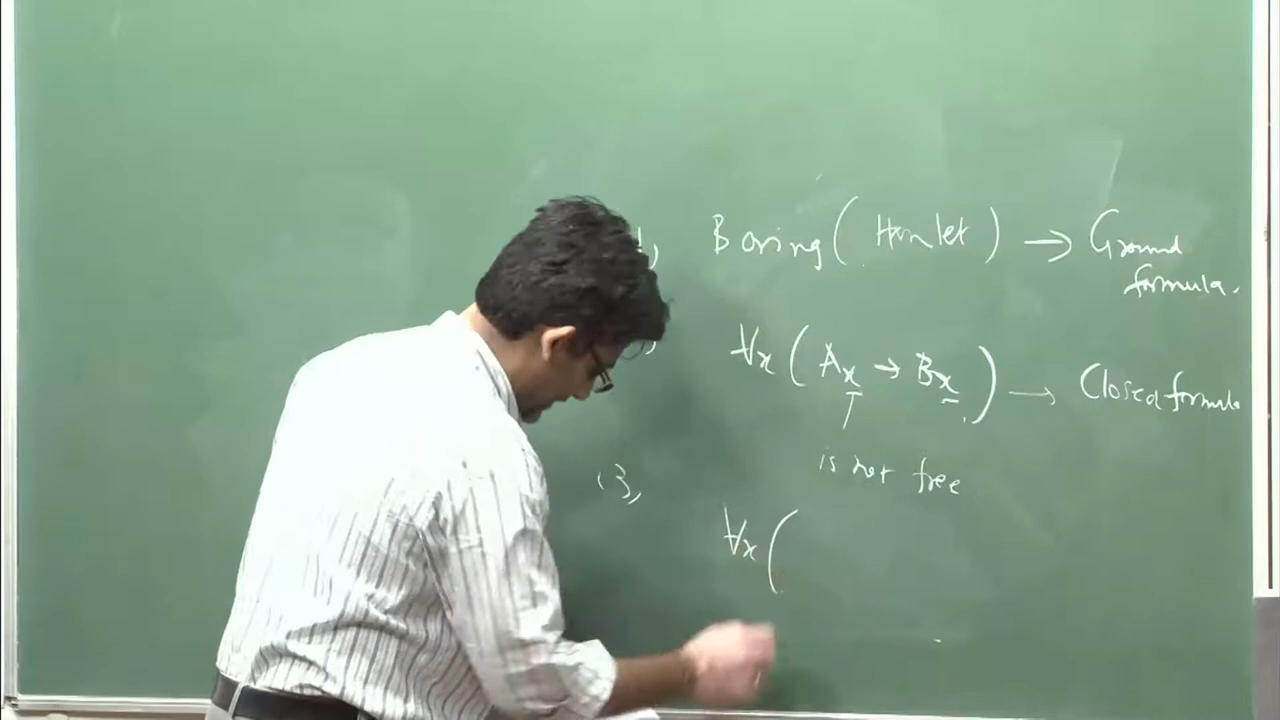 Boring ( Hamlet ) → Ground
formula.
∀x ( Ax → Bx ) → Closed formula
is not free
(3,
∀x (